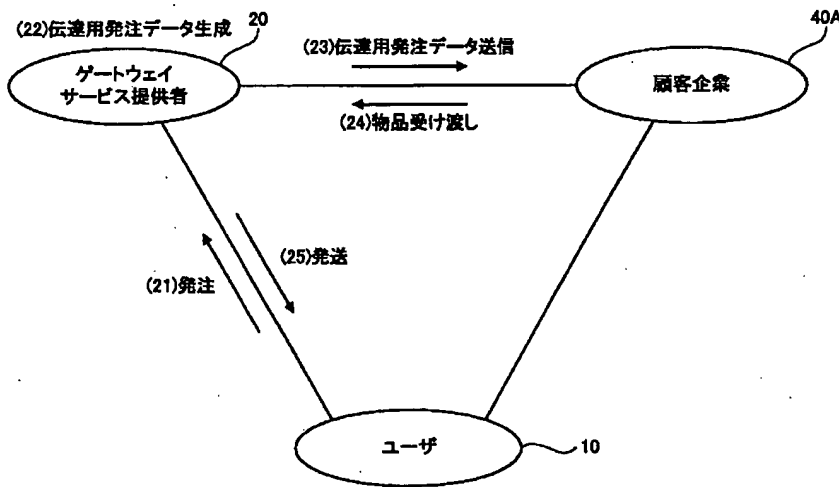 (22)伝達用発注データ生成
20
ゲートウェイ
サービス提供者
(23)伝達用発注データ送信
40A
顧客企業
(24)物品受け渡し
(25)発送
(21)発注
ユーザ
10